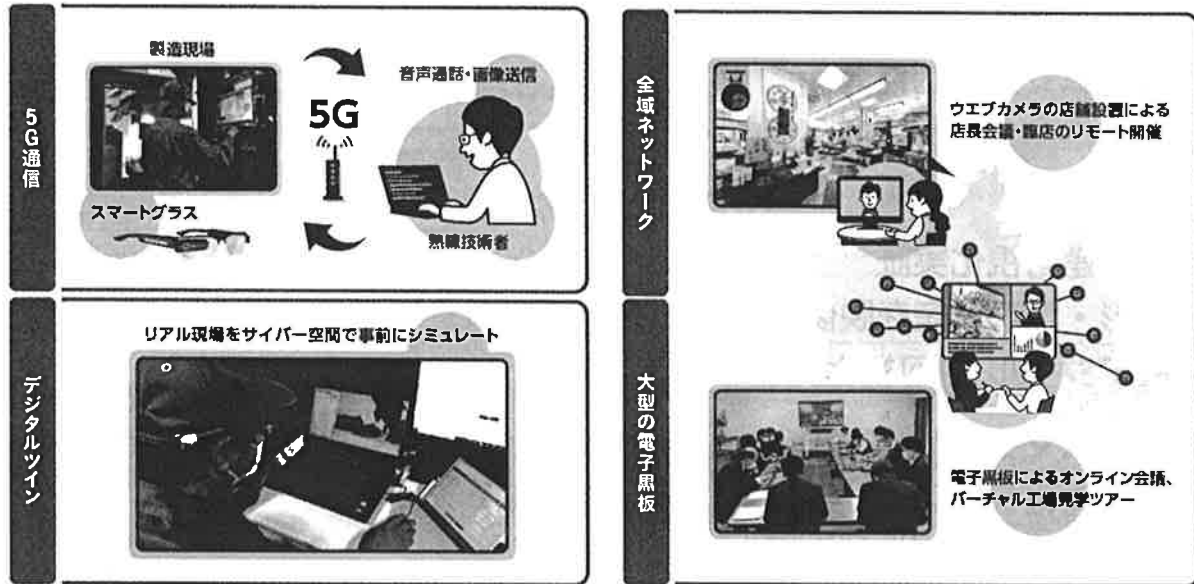 5G通信
製造現場
5G
音声通話・画像送信
スマートグラス
熟練技術者
デジタルツイン
リアル現場をサイバー空間で事前にシミュレート
全域ネットワーク
ウエブカメラの店舗設置による
店長会議・臨店のリモート開催
大型の電子黒板
電子黒板によるオンライン会議、
バーチャル工場見学ツアー